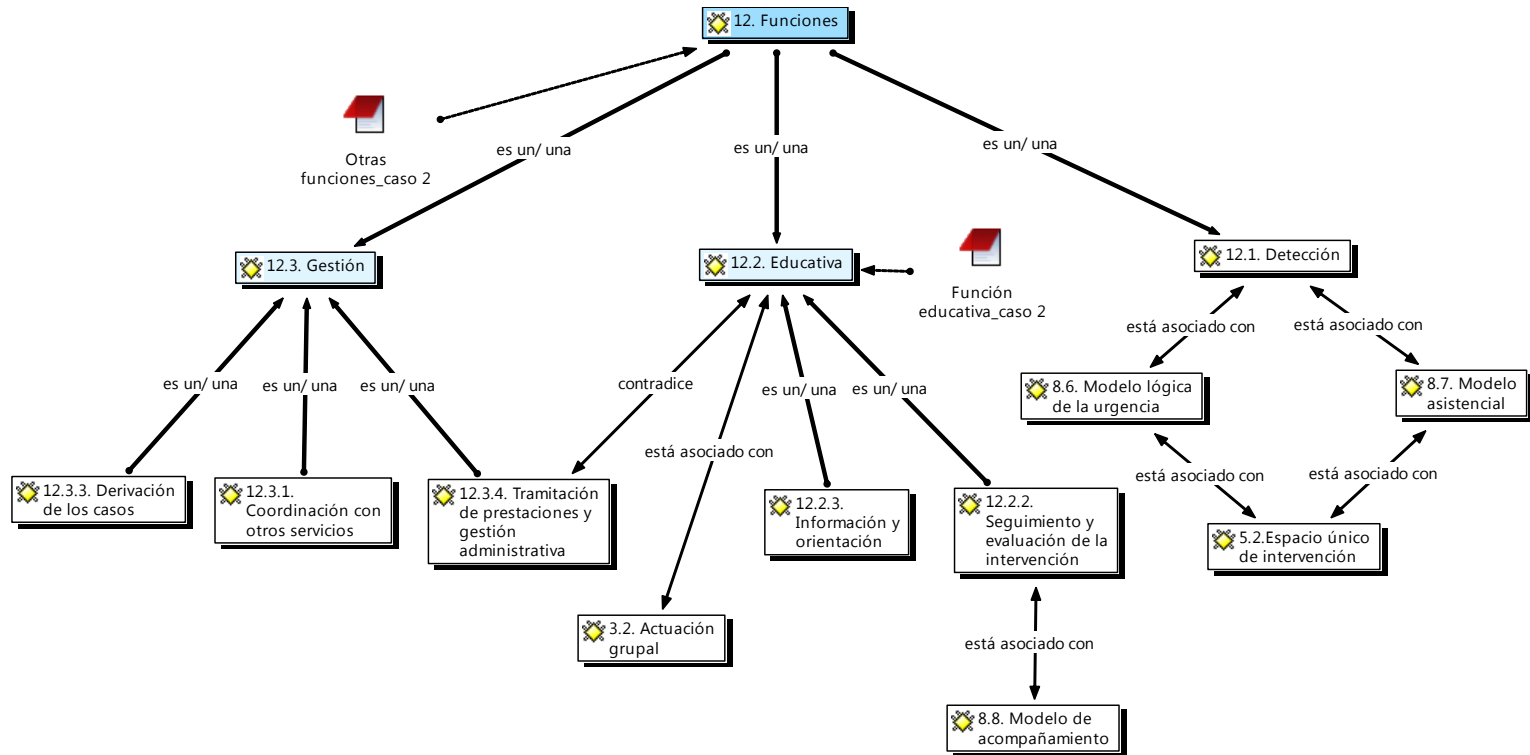 12. Funciones
Otras
funciones_caso 2
es un/ una
es un/ una
es un/ una
12.3. Gestión
12.2. Educativa
12.1. Detección
Función
educativa_caso 2
está asociado con
está asociado con
es un/ una
es un/ una
es un/ una
contradice
es un/ una
es un/ una
está asociado con
8.6. Modelo lógica
de la urgencia
8.7. Modelo
asistencial
está asociado con
está asociado con
12.3.3. Derivación
de los casos
12.3.1.
Coordinación con
otros servicios
12.3.4. Tramitación
de prestaciones y
gestión
administrativa
12.2.3.
Información y
orientación
12.2.2.
Seguimiento y
evaluación de la
intervención
5.2.Espacio único
de intervención
3.2. Actuación
grupal
está asociado con
8.8. Modelo de
acompañamiento